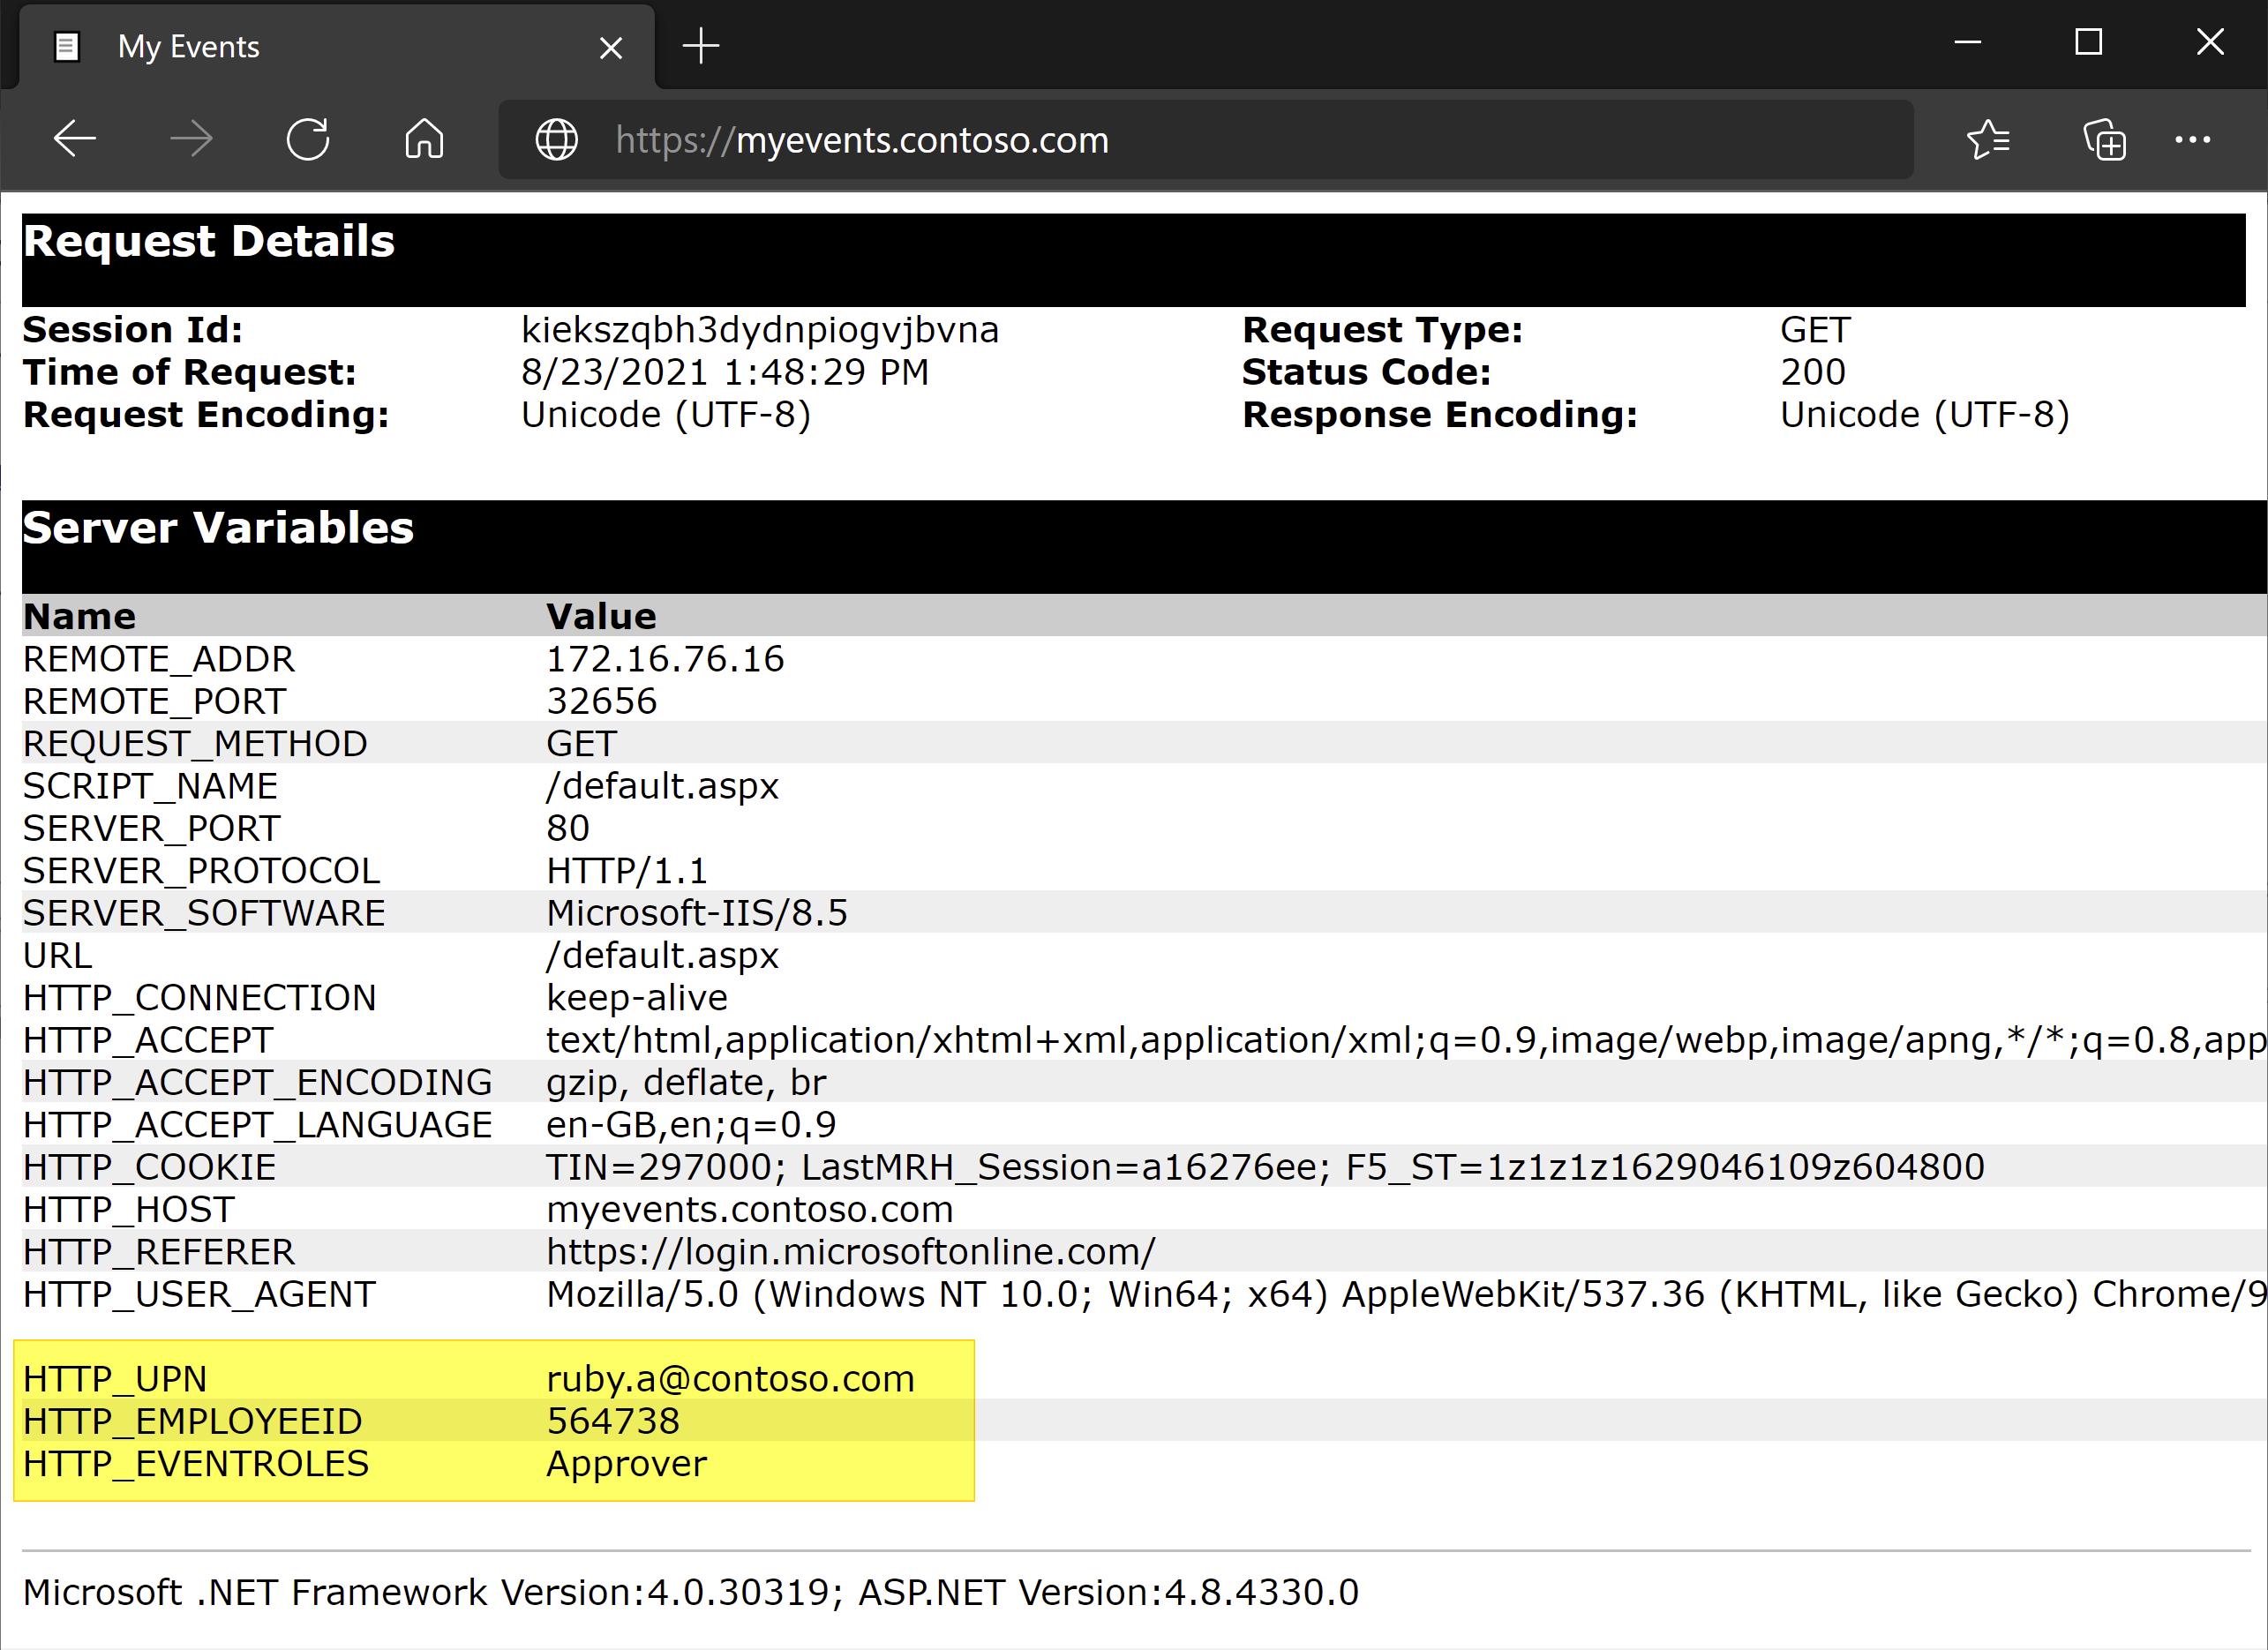 My Events
https://myevents.contoso.com
Request Details
Session Id: kiekszqbh3dydnpiogvjbvna Request Type: GET
Time of Request: 8/23/2021 1:48:29 PM Status Code: 200
Request Encoding: Unicode (UTF-8) Response Encoding: Unicode (UTF-8)
Server Variables
Name Value
REMOTE_ADDR 172.16.76.16
REMOTE_PORT 32656
REQUEST_METHOD GET
SCRIPT_NAME /default.aspx
SERVER_PORT 80
SERVER_PROTOCOL HTTP/1.1
SERVER_SOFTWARE Microsoft-IIS/8.5
URL /default.aspx
HTTP_CONNECTION keep-alive
HTTP_ACCEPT text/html,application/xhtml+xml,application/xml;q=0.9,image/webp,image/apng,*/*;q=0.8,app
HTTP_ACCEPT_ENCODING gzip, deflate, br
HTTP_ACCEPT_LANGUAGE en-GB,en;q=0.9
HTTP_COOKIE TIN=297000; LastMRH_Session=a16276ee; F5_ST=1z1z1z1629046109z604800
HTTP_HOST myevents.contoso.com
HTTP_REFERER https://login.microsoftonline.com/
HTTP_USER_AGENT Mozilla/5.0 (Windows NT 10.0; Win64; x64) AppleWebKit/537.36 (KHTML, like Gecko) Chrome/9
HTTP_UPN ruby.a@contoso.com
HTTP_EMPLOYEEID 564738
HTTP_EVENTROLES Approver
Microsoft .NET Framework Version:4.0.30319; ASP.NET Version:4.8.4330.0